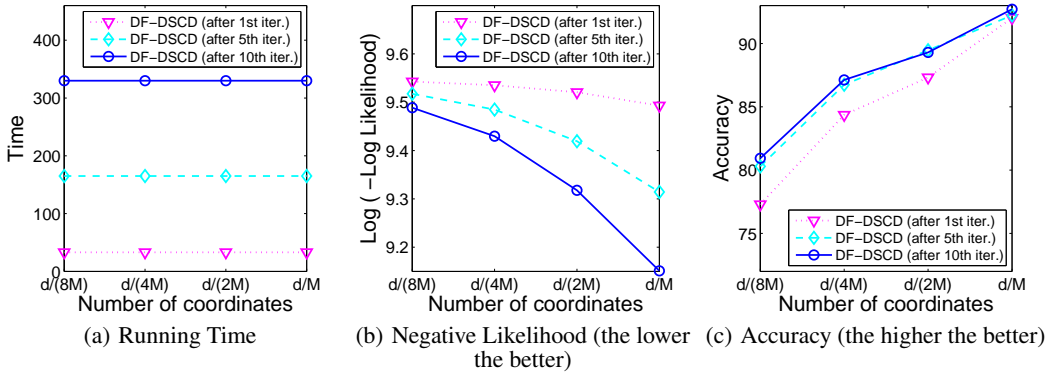 DF−DSCD (after 1st iter.)
DF−DSCD (after 5th iter.)
DF−DSCD (after 10th iter.)
400
300
200
100
0
Time
d/(8M) d/(4M) d/(2M) d/M
Number of coordinates
(a) Running Time
DF−DSCD (after 1st iter.)
DF−DSCD (after 5th iter.)
DF−DSCD (after 10th iter.)
9.6
9.5
9.4
9.3
9.2
Log ( −Log Likelihood)
d/(8M) d/(4M) d/(2M) d/M
Number of coordinates
(b) Negative Likelihood (the lower
the better)
90
85
80
75
Accuracy
DF−DSCD (after 1st iter.)
DF−DSCD (after 5th iter.)
DF−DSCD (after 10th iter.)
d/(8M) d/(4M) d/(2M) d/M
Number of coordinates
(c) Accuracy (the higher the better)